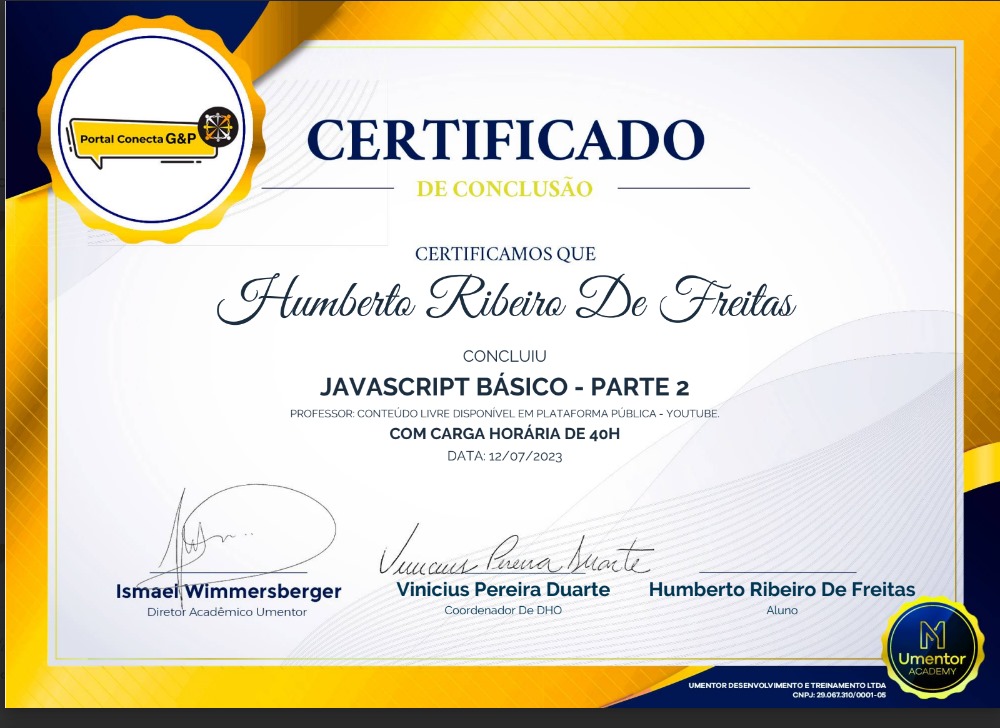 Portal Conecta G&P
CERTIFICADO
DE CONCLUSÃO
CERTIFICAMOS QUE
Humberto Ribeiro De Freitas
CONCLUIU
JAVASCRIPT BÁSICO - PARTE 2
PROFESSOR: CONTEÚDO LIVRE DISPONÍVEL EM PLATAFORMA PÚBLICA - YOUTUBE.
COM CARGA HORÁRIA DE 40H
DATA: 12/07/2023
Vinicius Pereira Duarte
Ismael Wimmersberger
Diretor Acadêmico Umentor
Vinicius Pereira Duarte
Coordenador De DHO
Humberto Ribeiro De Freitas
Aluno
Umentor
ACADEMY
UMENTOR DESENVOLVIMENTO E TREINAMENTO LTDA
CNPJ: 29.067.310/0001-05